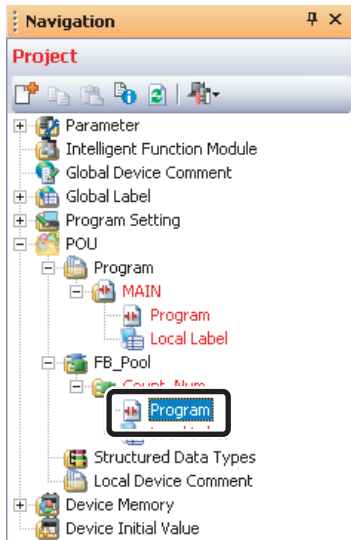 Navigation
Project
Parameter
Intelligent Function Module
Global Device Comment
Global Label
Program Setting
POU
Program
MAIN
Program
Local Label
FB_Pool
Count_Num
Program
Structured Data Types
Local Device Comment
Device Memory
Device Initial Value